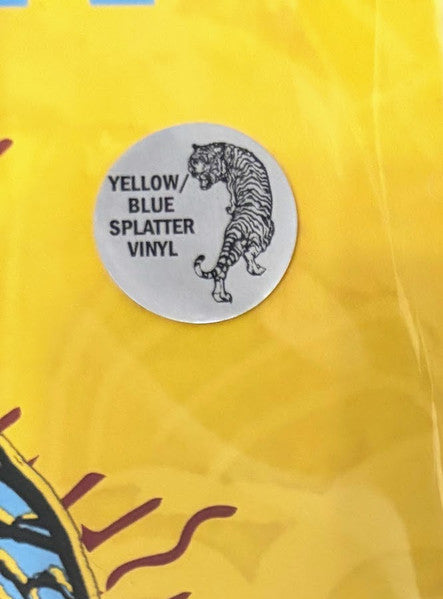 YELLOW/
BLUE
SPLATTER
VINYL